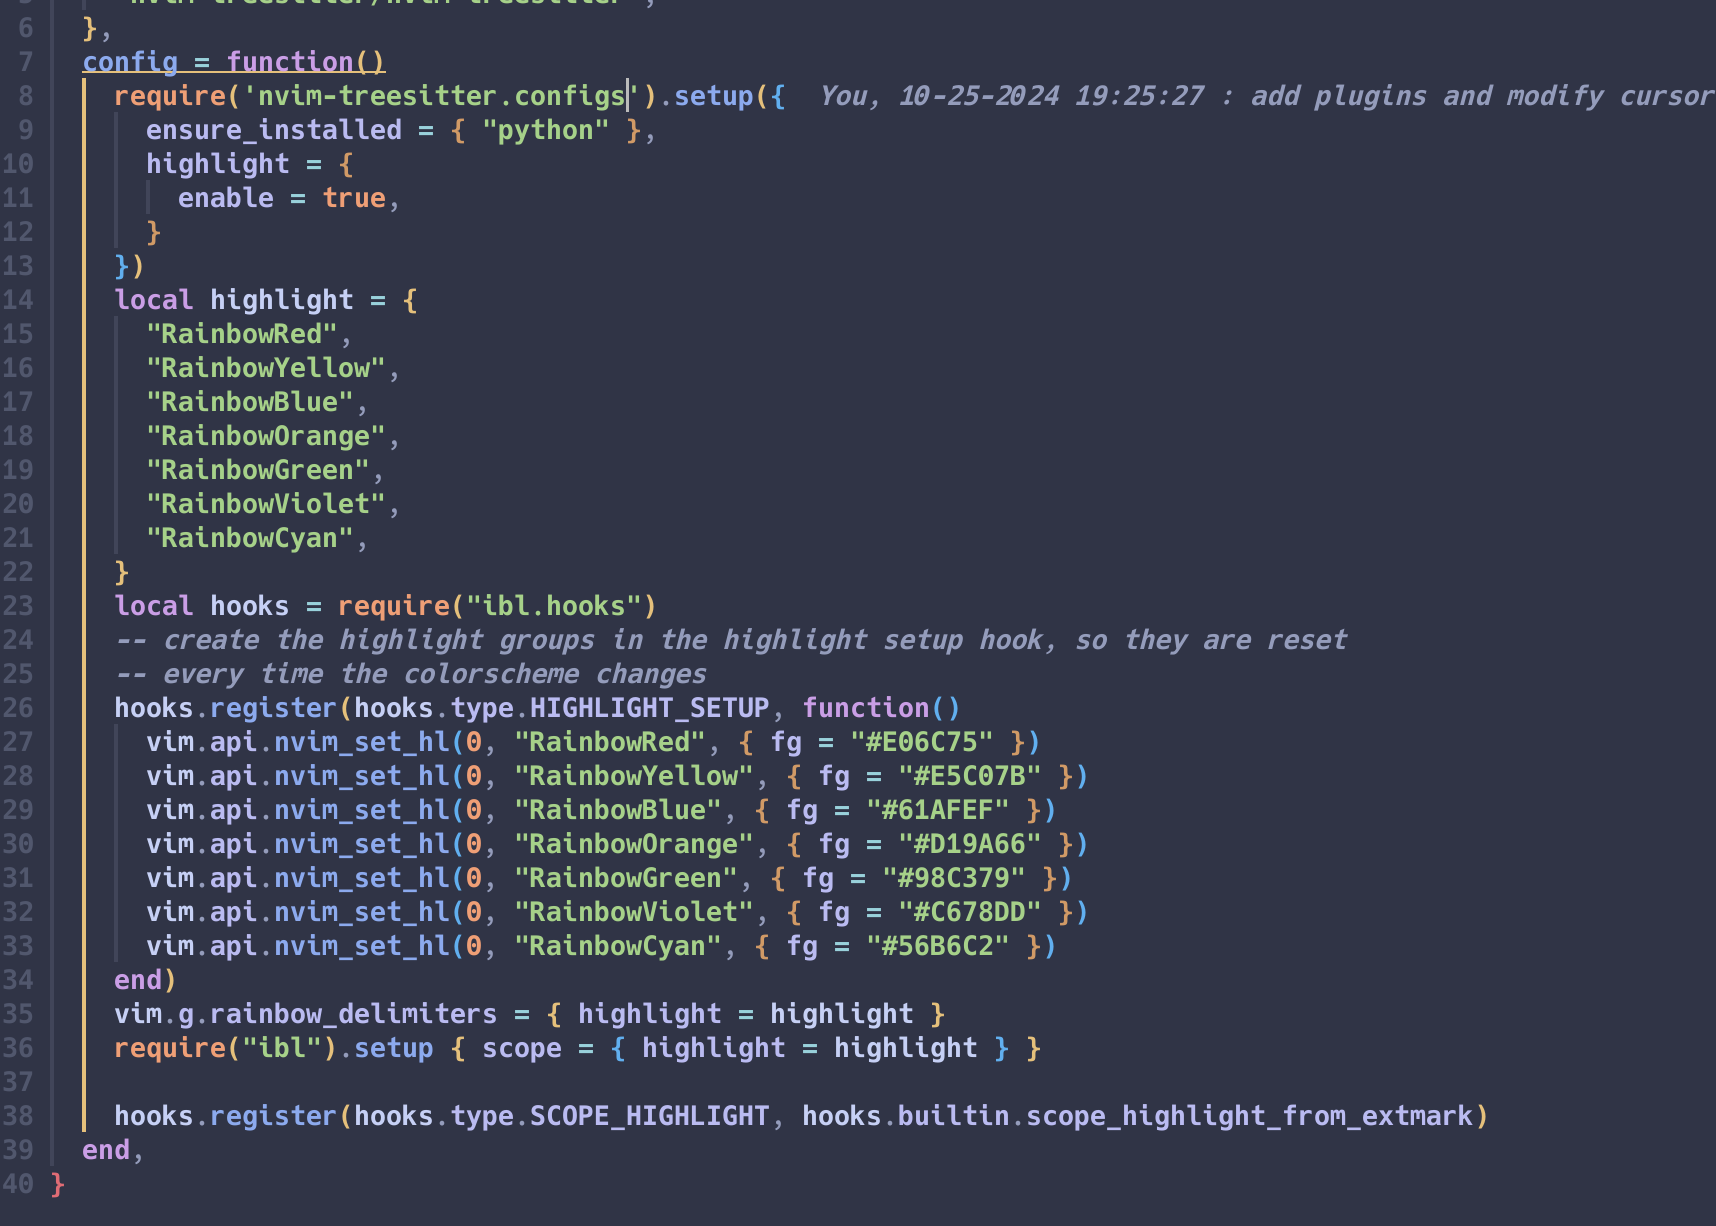 5 "nvim-treesitter/nvim-treesitter",
6 },
7 config = function()
8 require('nvim-treesitter.configs').setup({ You, 10-25-2024 19:25:27 : add plugins and modify cursor
9 ensure_installed = { "python" },
10 highlight = {
11 enable = true,
12 }
13 })
14 local highlight = {
15 "RainbowRed",
16 "RainbowYellow",
17 "RainbowBlue",
18 "RainbowOrange",
19 "RainbowGreen",
20 "RainbowViolet",
21 "RainbowCyan",
22 }
23 local hooks = require("ibl.hooks")
24 -- create the highlight groups in the highlight setup hook, so they are reset
25 -- every time the colorscheme changes
26 hooks.register(hooks.type.HIGHLIGHT_SETUP, function()
27 vim.api.nvim_set_hl(0, "RainbowRed", { fg = "#E06C75" })
28 vim.api.nvim_set_hl(0, "RainbowYellow", { fg = "#E5C07B" })
29 vim.api.nvim_set_hl(0, "RainbowBlue", { fg = "#61AFEF" })
30 vim.api.nvim_set_hl(0, "RainbowOrange", { fg = "#D19A66" })
31 vim.api.nvim_set_hl(0, "RainbowGreen", { fg = "#98C379" })
32 vim.api.nvim_set_hl(0, "RainbowViolet", { fg = "#C678DD" })
33 vim.api.nvim_set_hl(0, "RainbowCyan", { fg = "#56B6C2" })
34 end)
35 vim.g.rainbow_delimiters = { highlight = highlight }
36 require("ibl").setup { scope = { highlight = highlight } }
37
38 hooks.register(hooks.type.SCOPE_HIGHLIGHT, hooks.builtin.scope_highlight_from_extmark)
39 end,
40 }